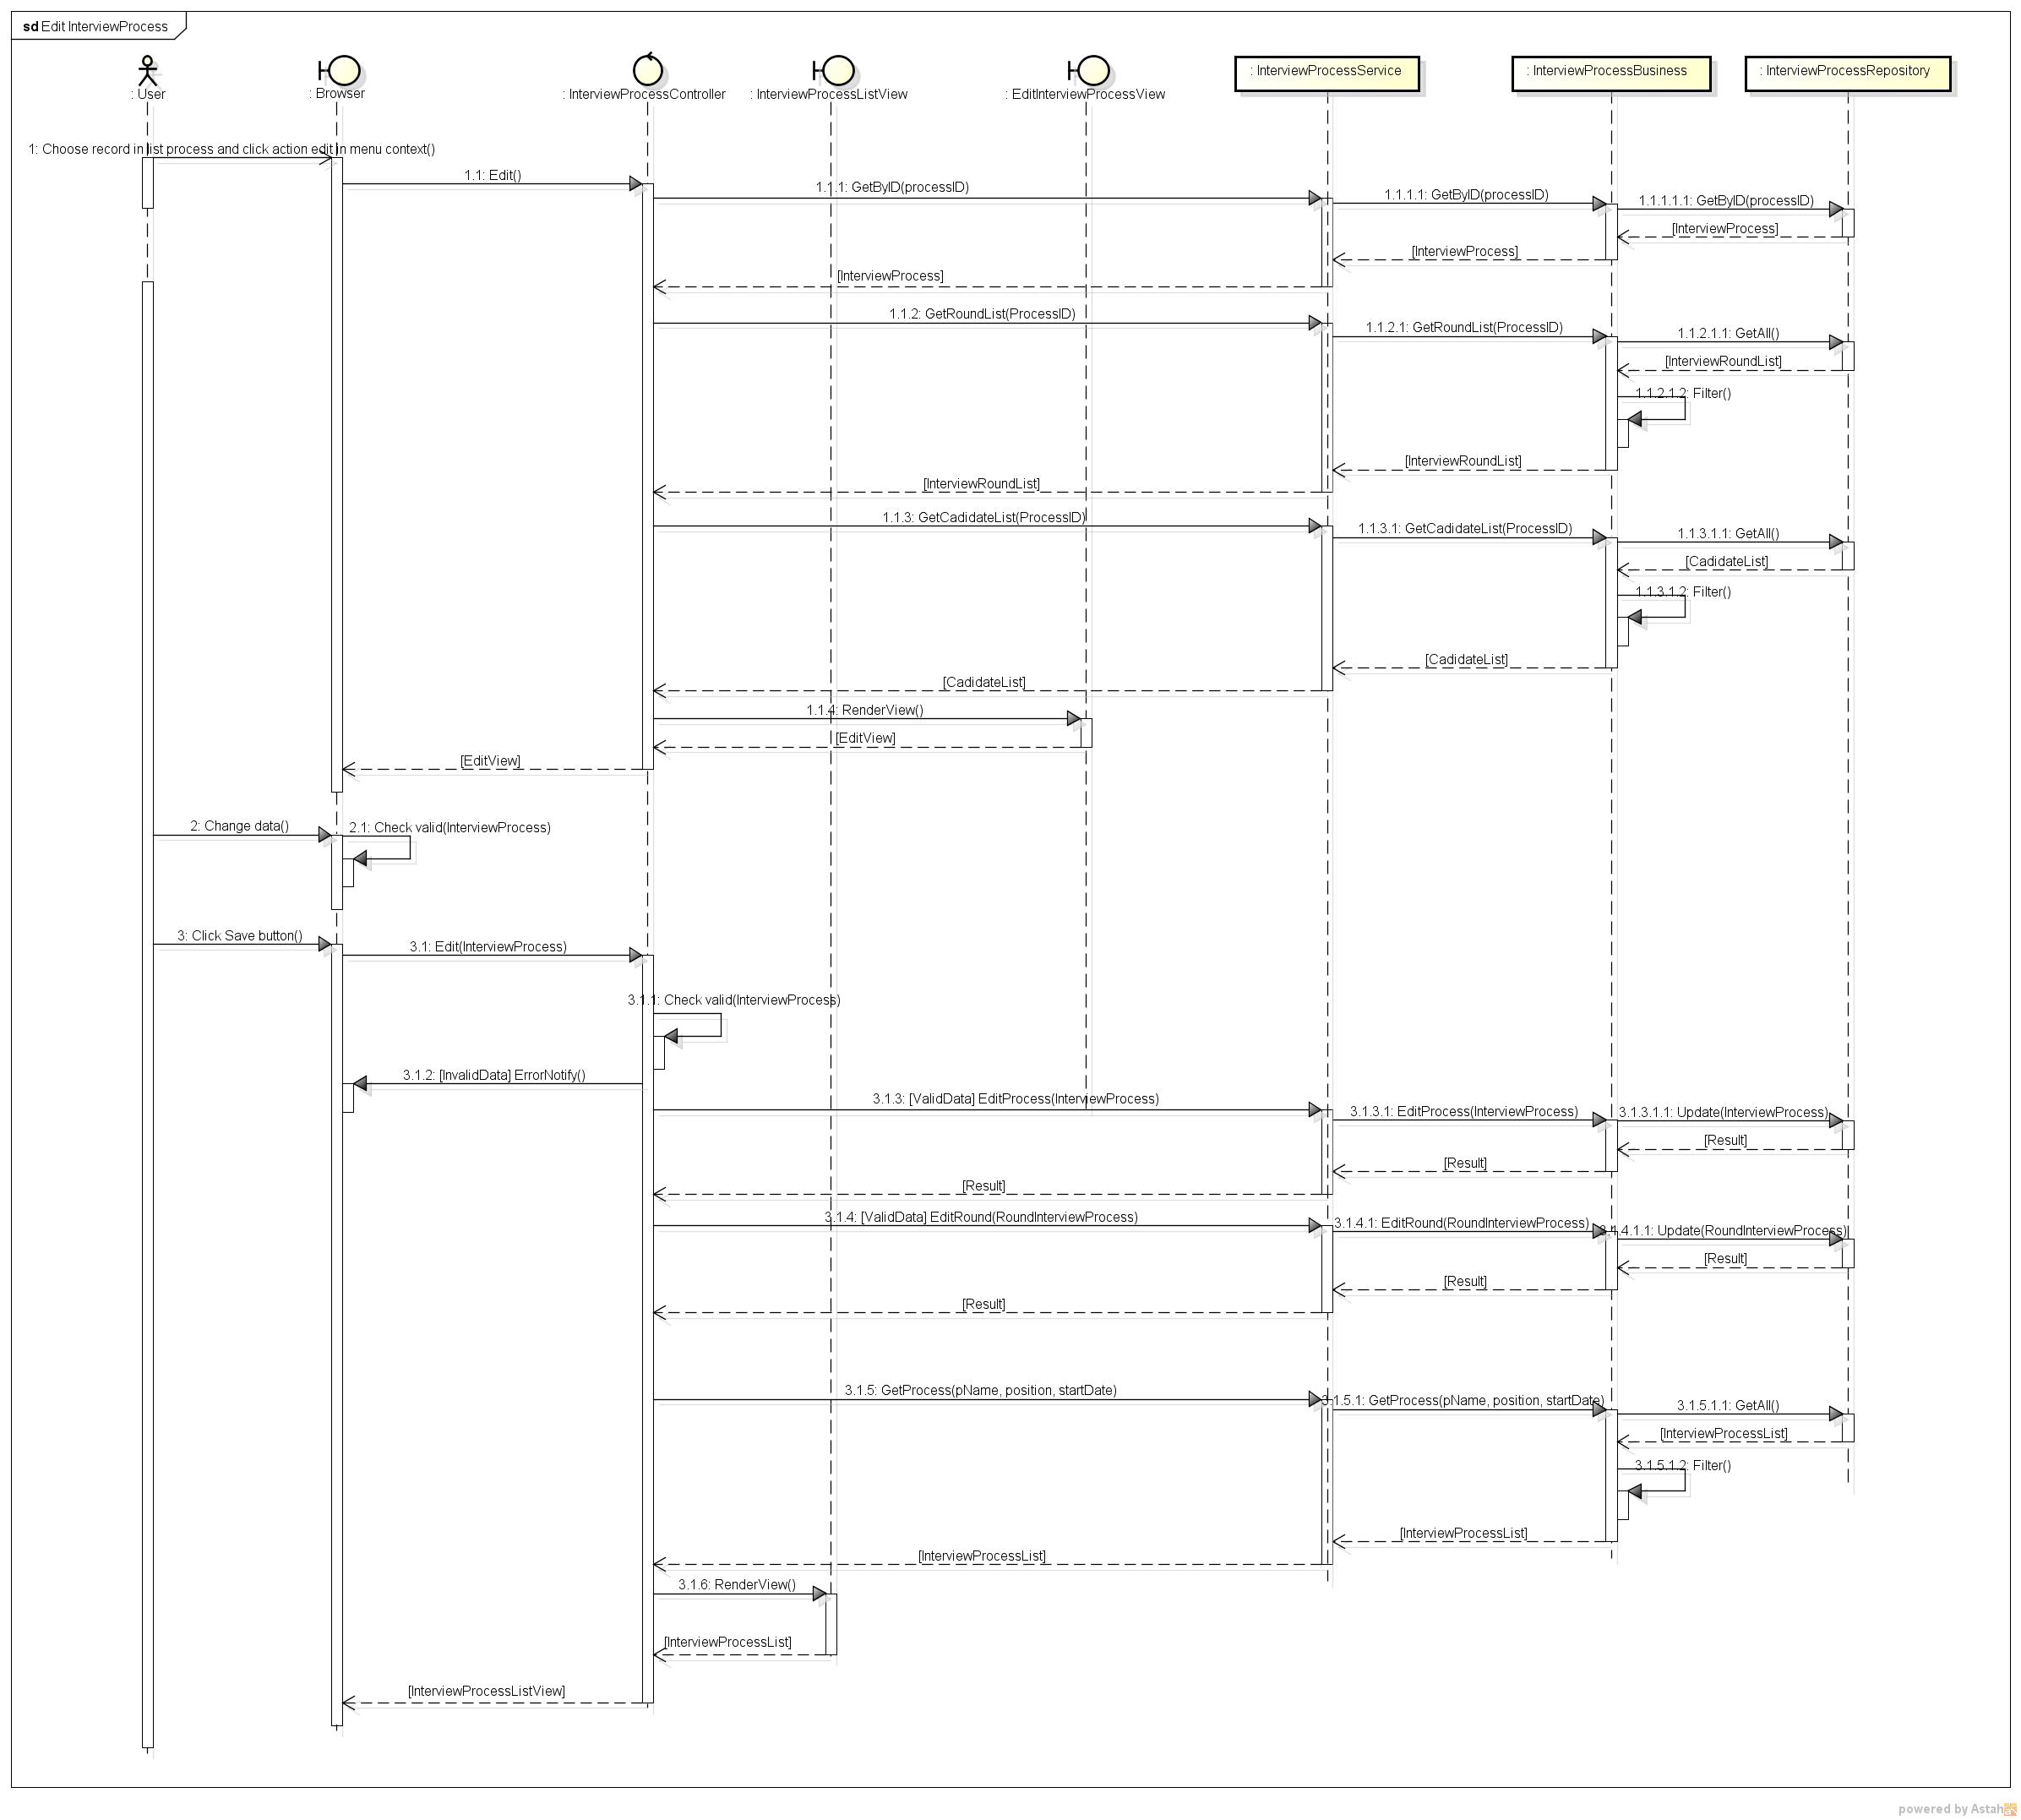 sd Edit InterviewProcess
: User
: Browser
: InterviewProcessController
: InterviewProcessListView
: EditInterviewProcessView
: InterviewProcessService
: InterviewProcessBusiness
: InterviewProcessRepository
1: Choose record in list process and click action edit in menu context()
1.1: Edit()
1.1.1: GetByID(processID)
1.1.1.1: GetByID(processID)
1.1.1.1.1: GetByID(processID)
[InterviewProcess]
[InterviewProcess]
[InterviewProcess]
1.1.2: GetRoundList(ProcessID)
1.1.2.1: GetRoundList(ProcessID)
1.1.2.1.1: GetAll()
[InterviewRoundList]
1.1.2.1.2: Filter()
[InterviewRoundList]
[InterviewRoundList]
1.1.3: GetCadidateList(ProcessID)
1.1.3.1: GetCadidateList(ProcessID)
1.1.3.1.1: GetAll()
[CadidateList]
1.1.3.1.2: Filter()
[CadidateList]
[CadidateList]
1.1.4: RenderView()
[EditView]
[EditView]
2: Change data()
2.1: Check valid(InterviewProcess)
3: Click Save button()
3.1: Edit(InterviewProcess)
3.1.1: Check valid(InterviewProcess)
3.1.2: [InvalidData] ErrorNotify()
3.1.3: [ValidData] EditProcess(InterviewProcess)
3.1.3.1: EditProcess(InterviewProcess)
3.1.3.1.1: Update(InterviewProcess)
[Result]
[Result]
[Result]
3.1.4: [ValidData] EditRound(RoundInterviewProcess)
3.1.4.1: EditRound(RoundInterviewProcess)
3.1.4.1.1: Update(RoundInterviewProcess)
[Result]
[Result]
[Result]
3.1.5: GetProcess(pName, position, startDate)
3.1.5.1: GetProcess(pName, position, startDate)
3.1.5.1.1: GetAll()
[InterviewProcessList]
3.1.5.1.2: Filter()
[InterviewProcessList]
[InterviewProcessList]
3.1.6: RenderView()
[InterviewProcessList]
[InterviewProcessListView]
powered by Astah